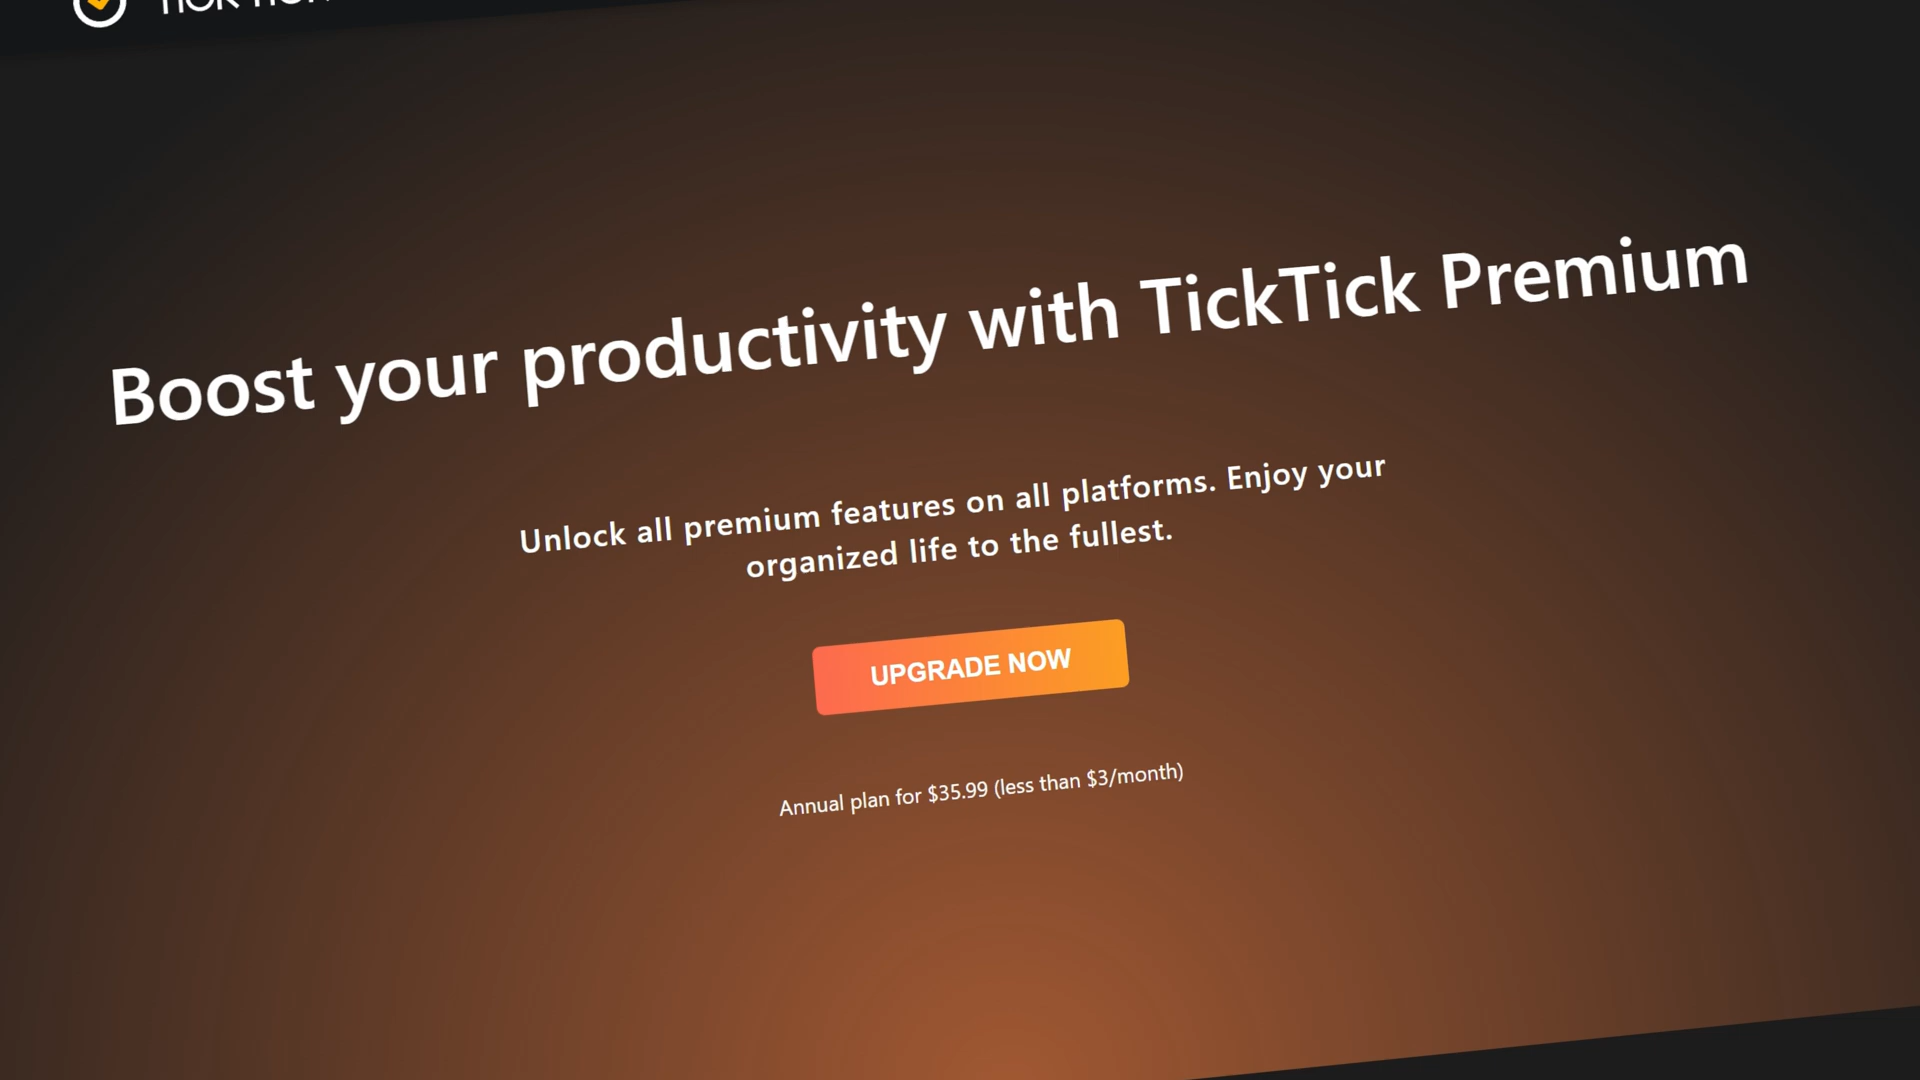 Boost your productivity with TickTick Premium
Unlock all premium features on all platforms. Enjoy your
organized life to the fullest.
UPGRADE NOW
Annual plan for $35.99 (less than $3/month)